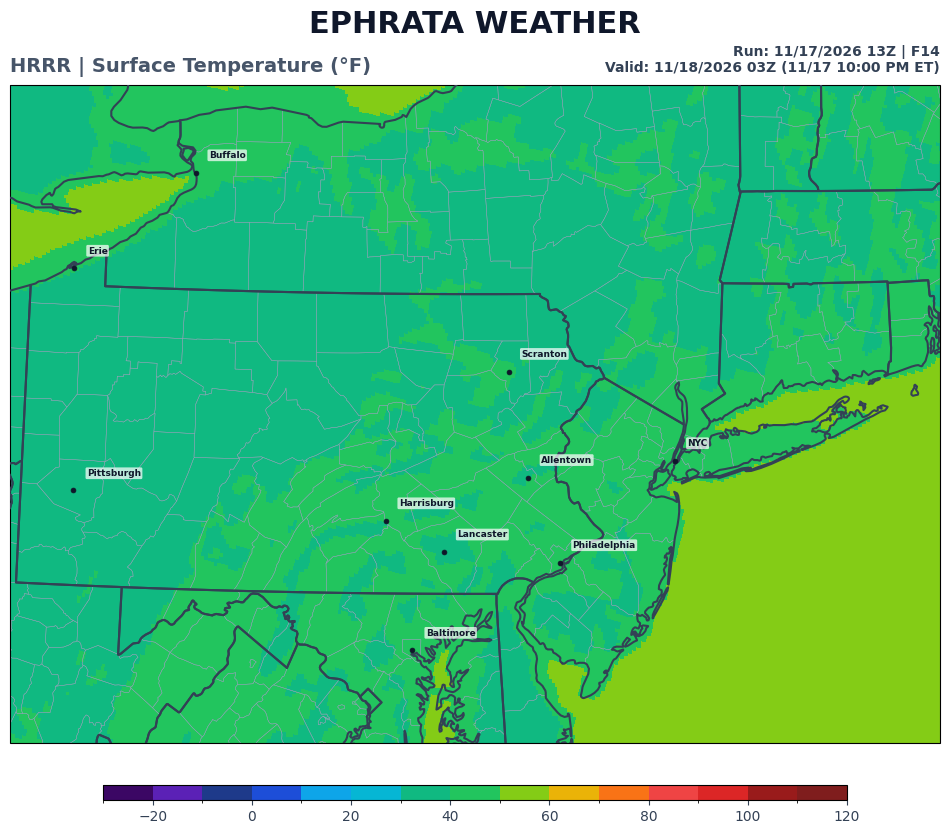 EPHRATA WEATHER
HRRR | Surface Temperature (°F)
Run: 11/17/2026 13Z | F14
Valid: 11/18/2026 03Z (11/17 10:00 PM ET)
Buffalo
Erie
Scranton
NYC
Allentown
Pittsburgh
Harrisburg
Lancaster
Philadelphia
Baltimore
−20 0 20 40 60 80 100 120